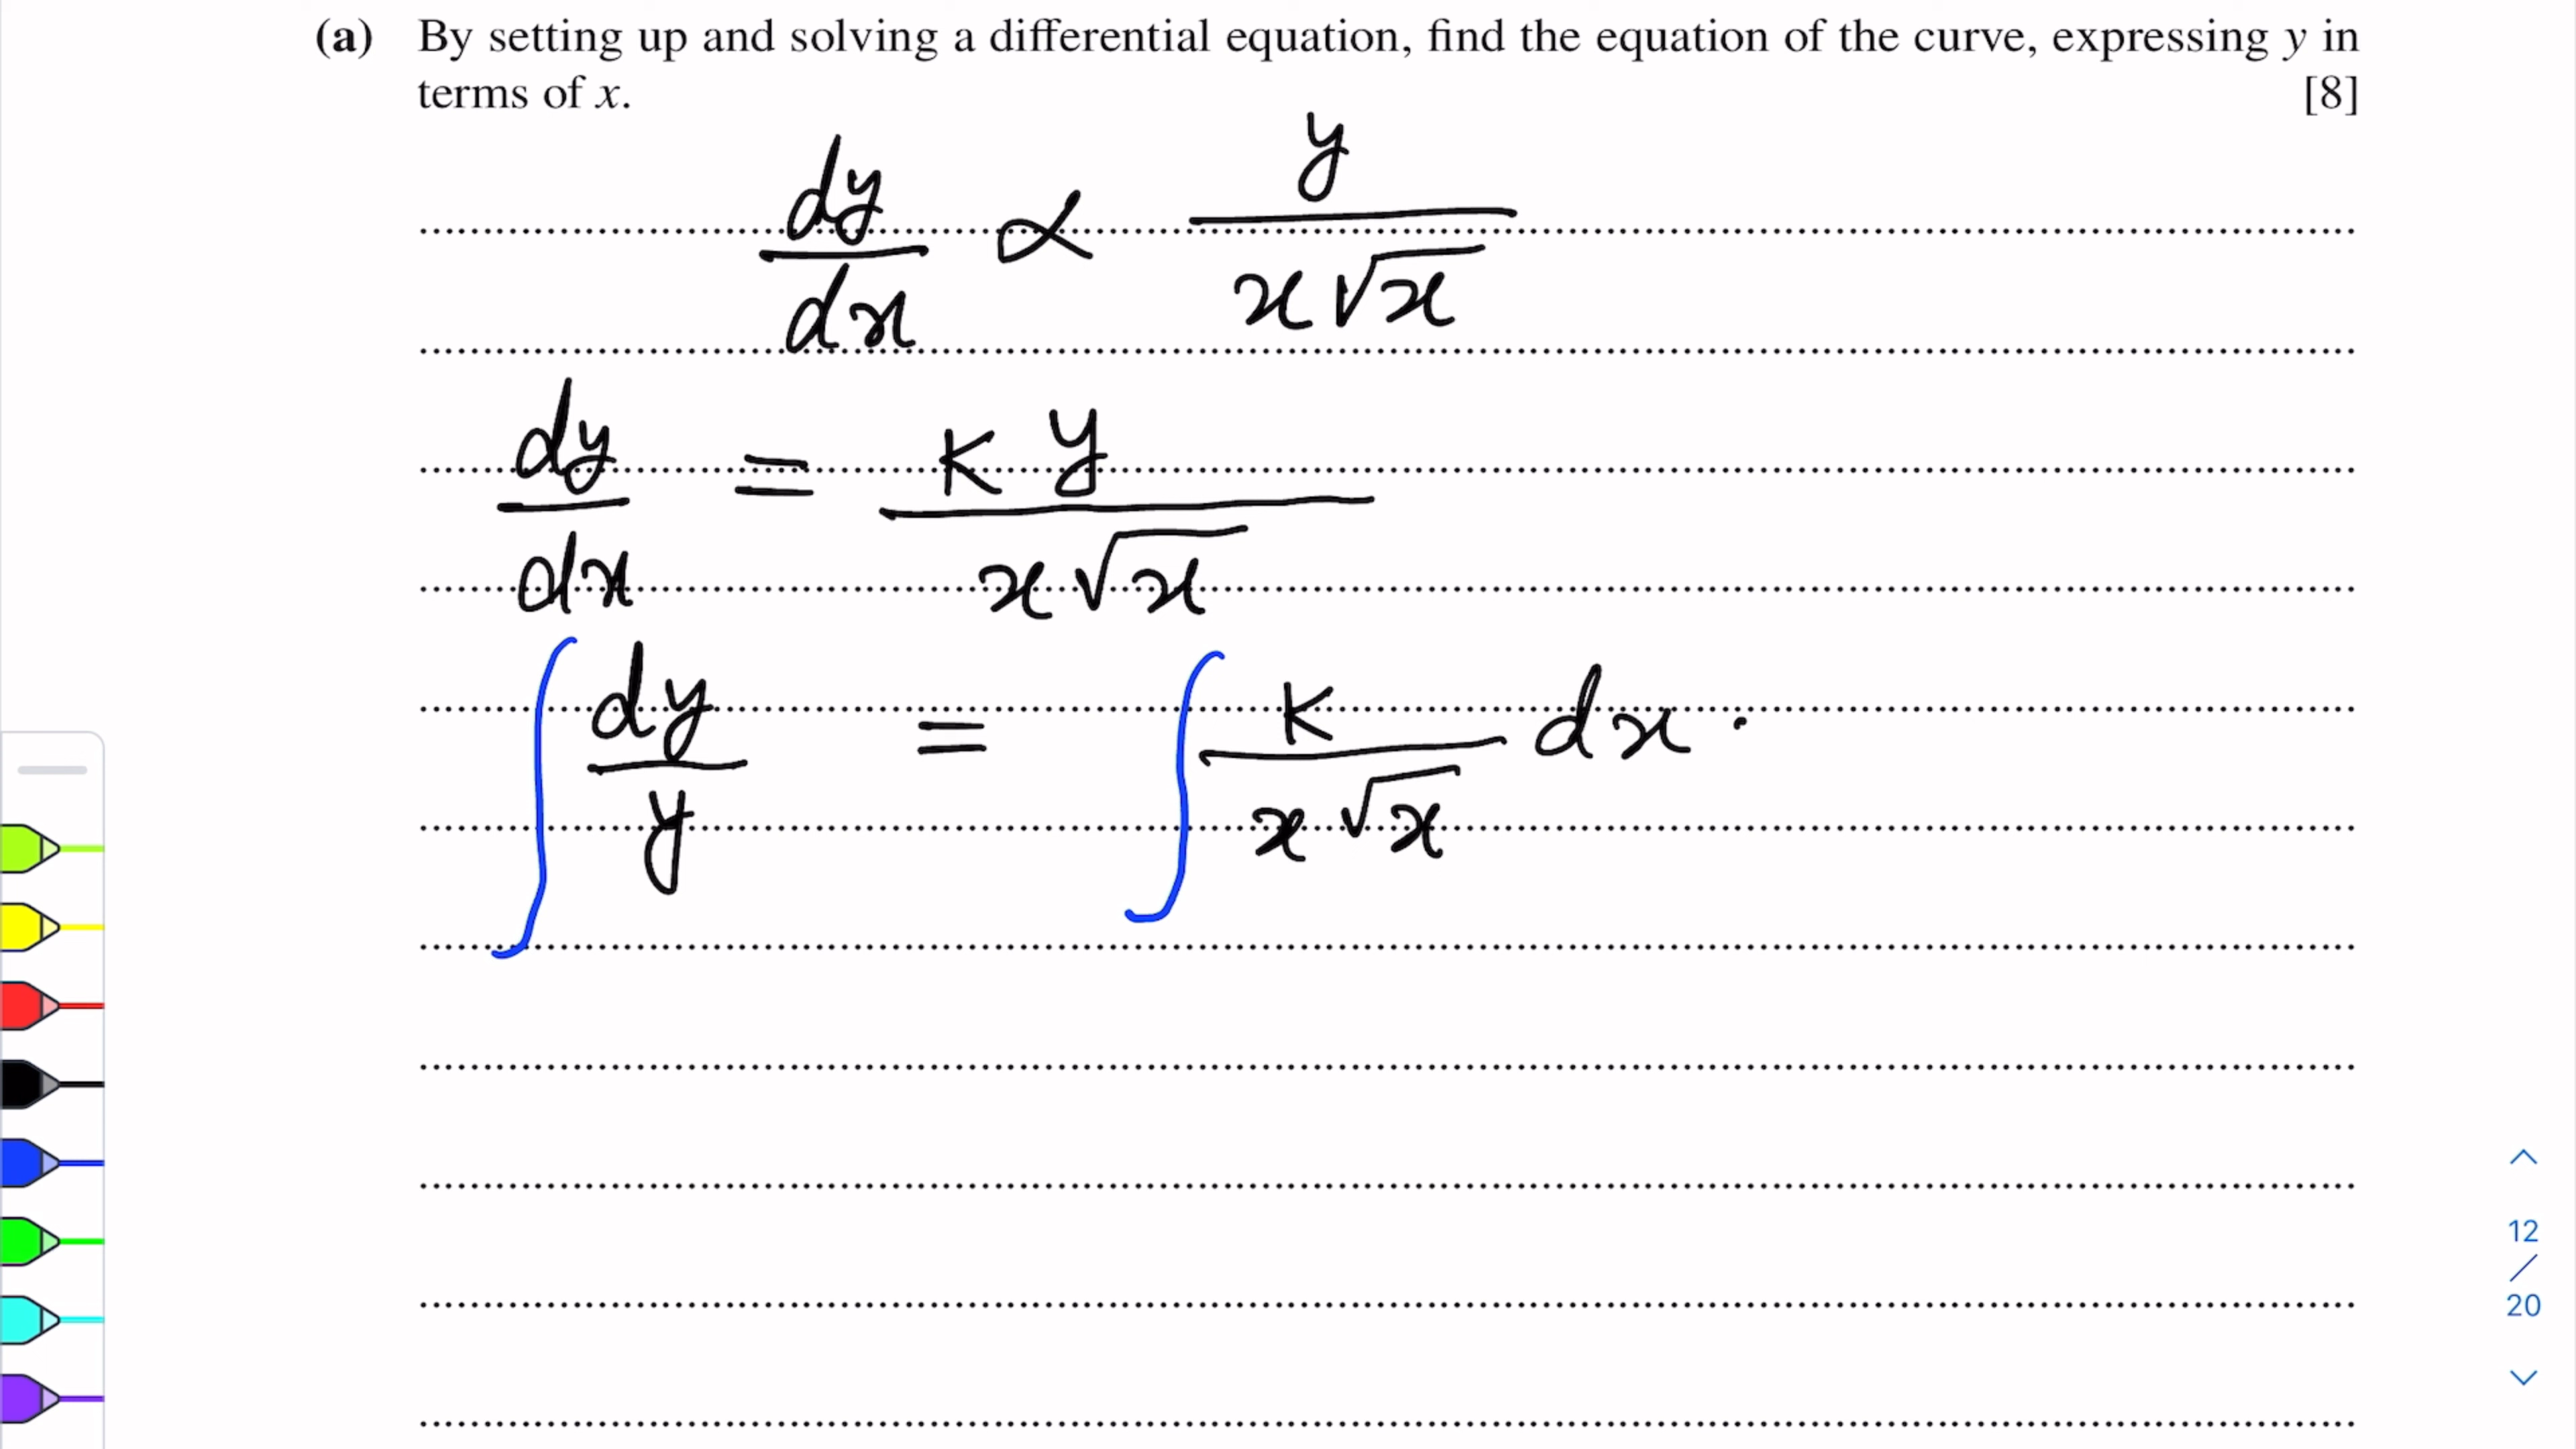 (a) By setting up and solving a differential equation, find the equation of the curve, expressing y in
terms of x. [8]
dy/dx ∝ y/(x√x)
dy/dx = K y/(x√x)
∫ dy/y = ∫ K/(x√x) dx.
12
/
20